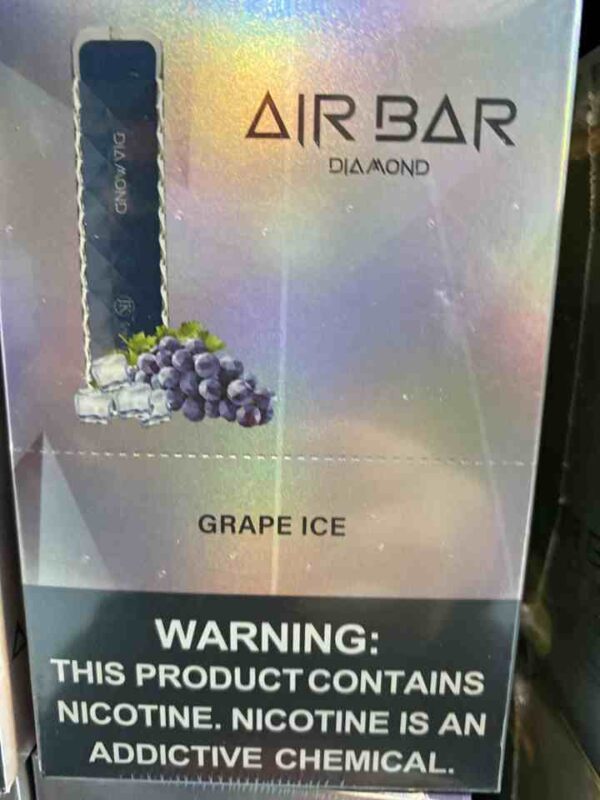 AIR BAR
DIAMOND
DIAMOND
GRAPE ICE
WARNING:
THIS PRODUCT CONTAINS
NICOTINE. NICOTINE IS AN
ADDICTIVE CHEMICAL.